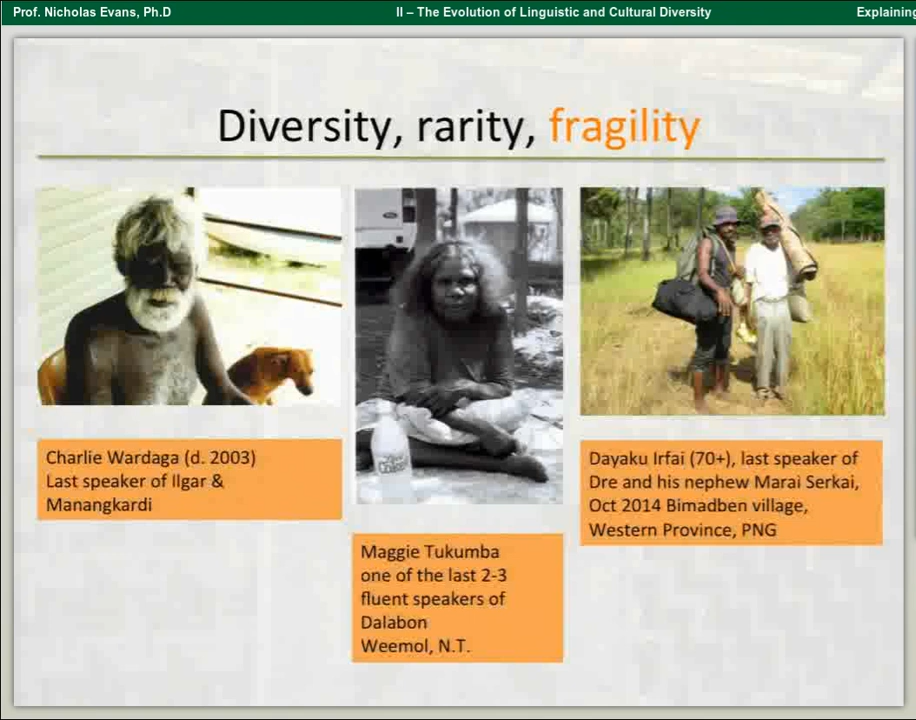 Prof. Nicholas Evans, Ph.D
II – The Evolution of Linguistic and Cultural Diversity
Explaining
Diversity, rarity, fragility
Charlie Wardaga (d. 2003)
Last speaker of Ilgar &
Manangkardi
Maggie Tukumba
one of the last 2-3
fluent speakers of
Dalabon
Weemol, N.T.
Dayaku Irfai (70+), last speaker of
Dre and his nephew Marai Serkai,
Oct 2014 Bimadben village,
Western Province, PNG